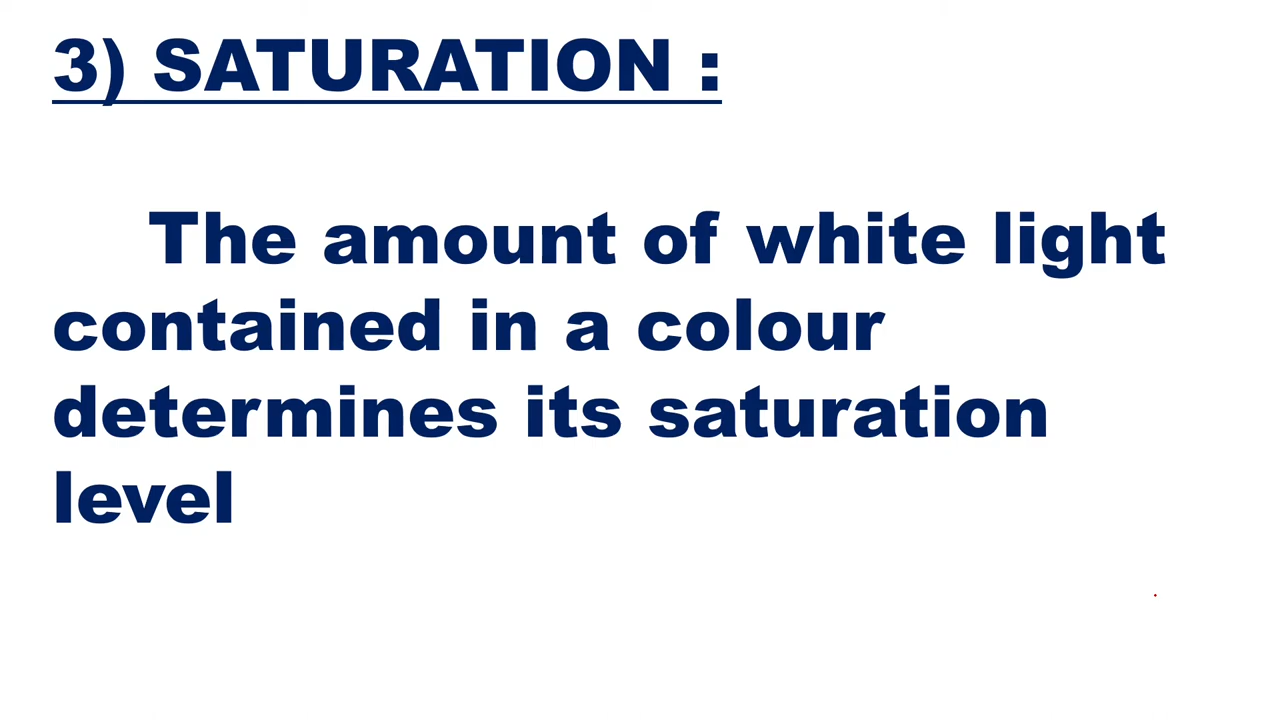 3) SATURATION :
The amount of white light
contained in a colour
determines its saturation
level